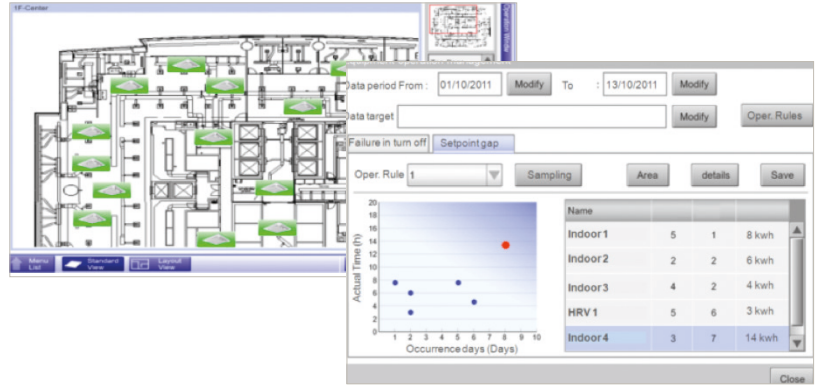 1F-Center
Operation Mode
Menu List
Standard View
Layout View
Data period From : 01/10/2011 Modify To : 13/10/2011 Modify
Data target Modify Oper. Rules
Failure in turn off Setpoint gap
Oper. Rule 1 Sampling Area details Save
Actual Time (h)
20
18
16
14
12
10
8
6
4
2
0
1 2 3 4 5 6 7 8 9 10
Occurrence days (Days)
Name
Indoor 1 5 1 8 kwh
Indoor 2 2 2 6 kwh
Indoor 3 4 2 4 kwh
HRV 1 5 6 3 kwh
Indoor 4 3 7 14 kwh
Close